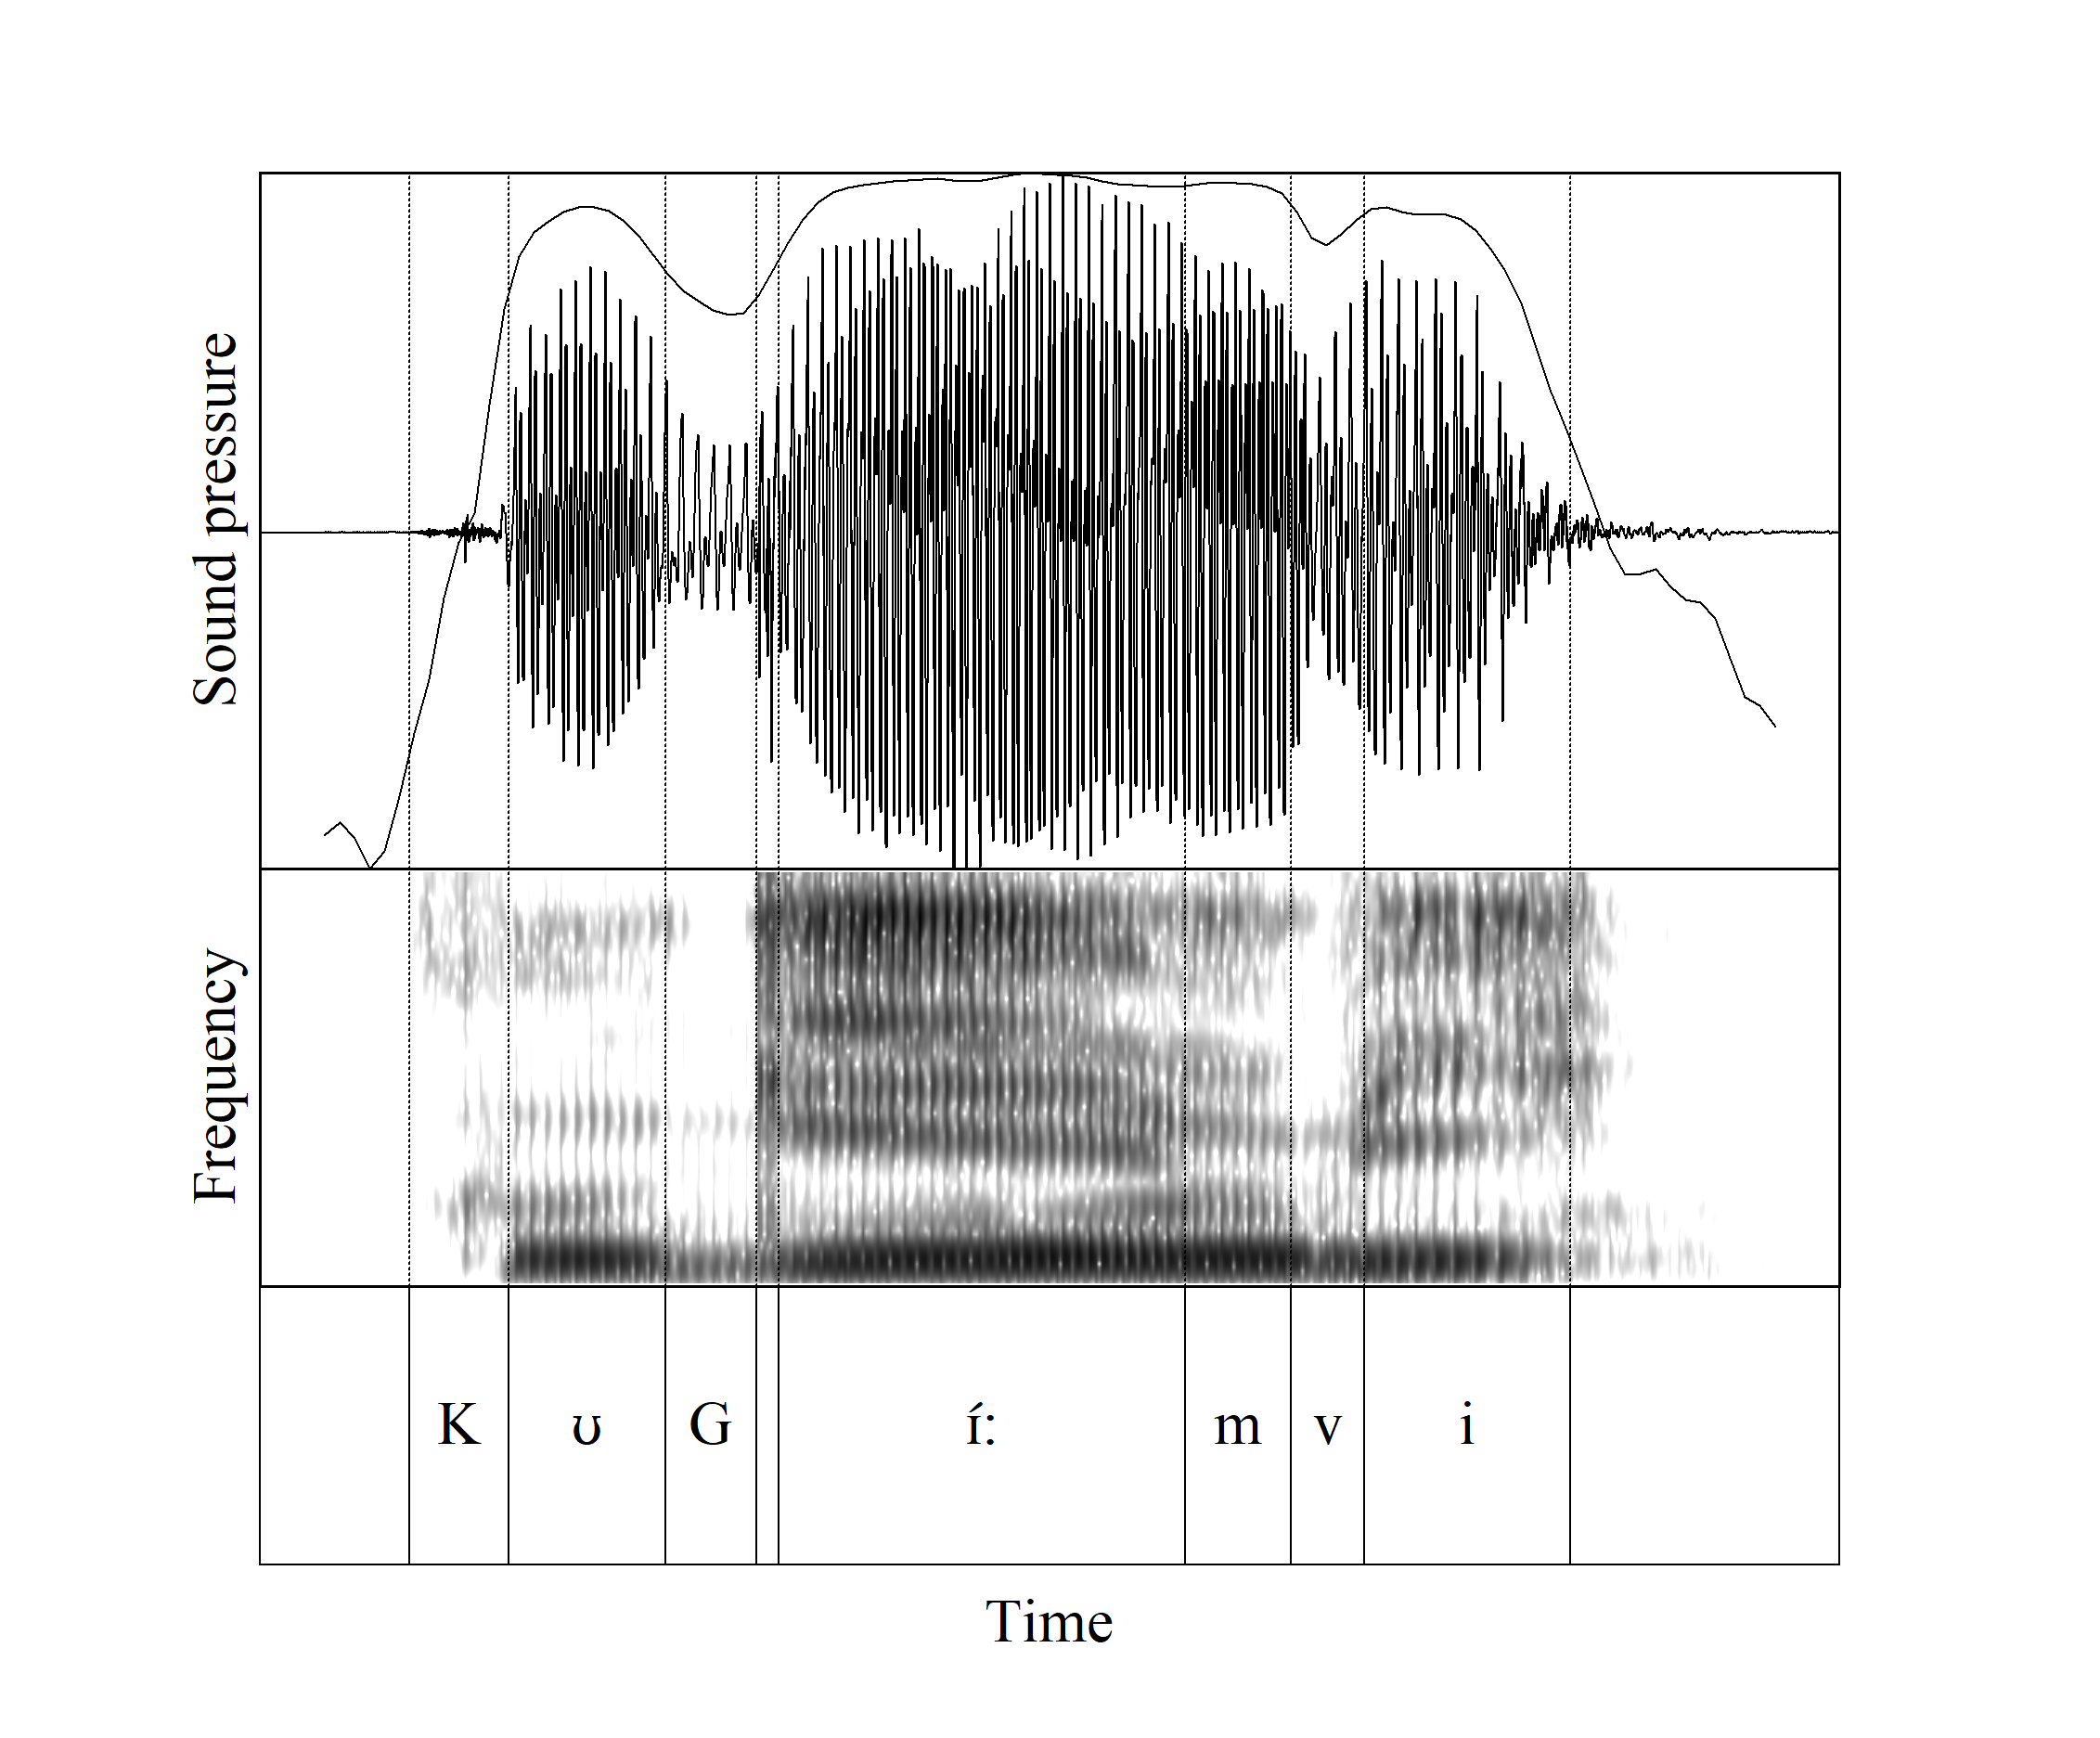 Sound pressure
Frequency
K ʊ G ɪ́: m v i
Time